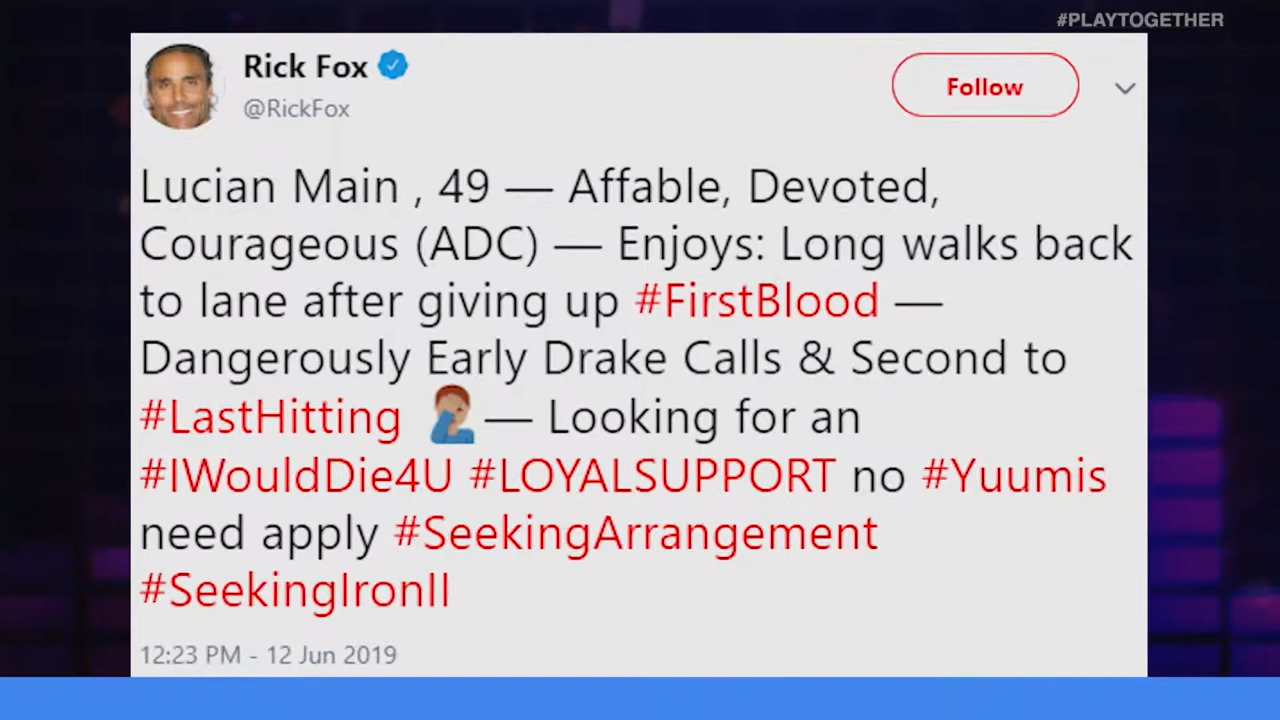 #PLAYTOGETHER
Rick Fox
@RickFox
Follow
Lucian Main , 49 — Affable, Devoted,
Courageous (ADC) — Enjoys: Long walks back
to lane after giving up #FirstBlood —
Dangerously Early Drake Calls & Second to
#LastHitting 🤦🏽‍♂️ — Looking for an
#IWouldDie4U #LOYALSUPPORT no #Yuumis
need apply #SeekingArrangement
#SeekingIronII
12:23 PM - 12 Jun 2019